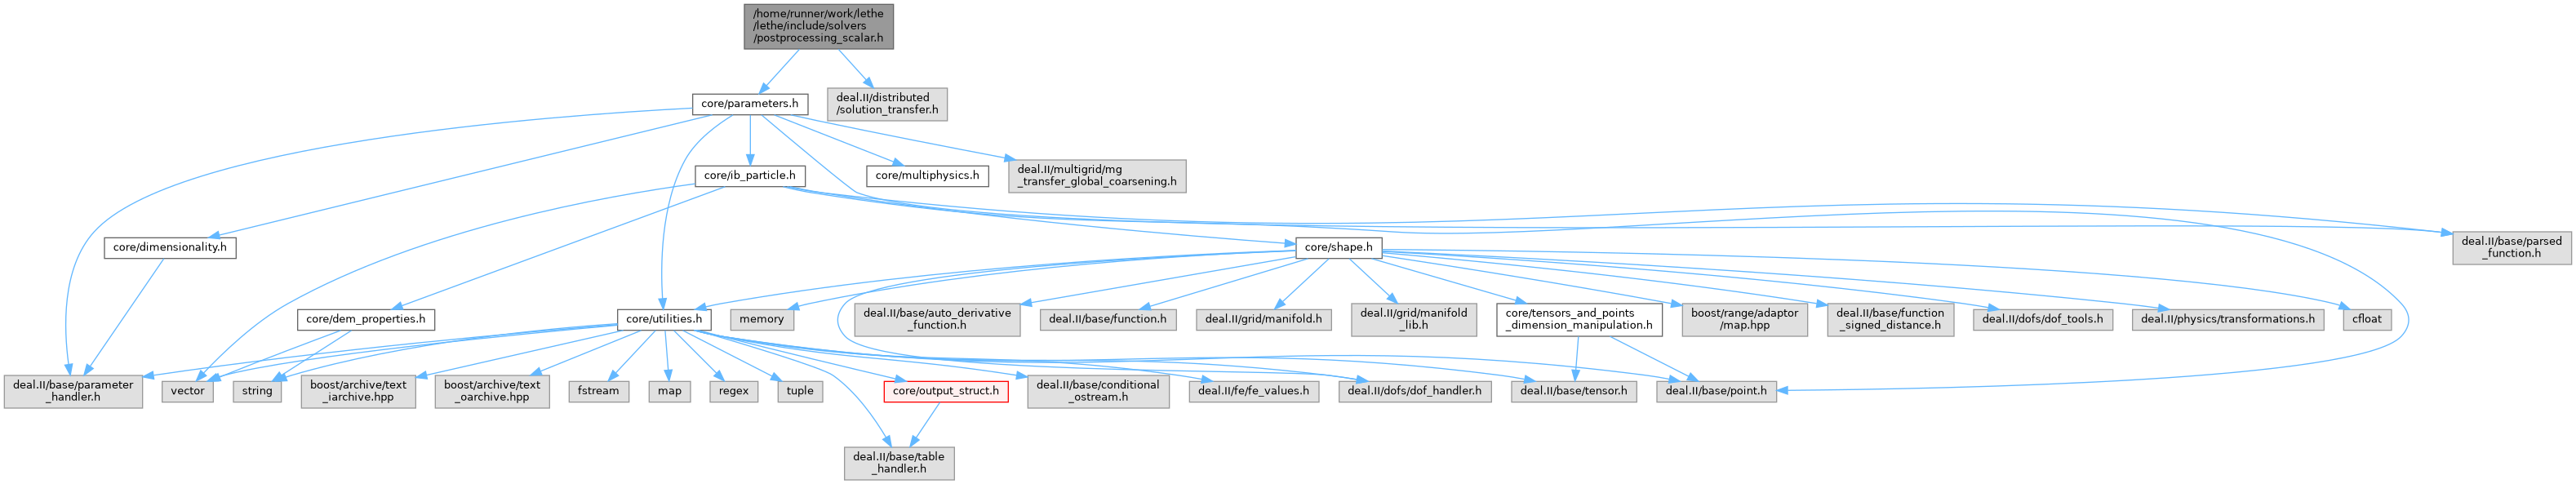 /home/runner/work/lethe
/lethe/include/solvers
/postprocessing_scalar.h
core/parameters.h
deal.II/distributed
/solution_transfer.h
core/ib_particle.h
core/multiphysics.h
deal.II/multigrid/mg
_transfer_global_coarsening.h
core/dimensionality.h
core/shape.h
deal.II/base/parsed
_function.h
core/dem_properties.h
core/utilities.h
memory
deal.II/base/auto_derivative
_function.h
deal.II/base/function.h
deal.II/grid/manifold.h
deal.II/grid/manifold
_lib.h
core/tensors_and_points
_dimension_manipulation.h
boost/range/adaptor
/map.hpp
deal.II/base/function
_signed_distance.h
deal.II/dofs/dof_tools.h
deal.II/physics/transformations.h
cfloat
deal.II/base/parameter
_handler.h
vector
string
boost/archive/text
_iarchive.hpp
boost/archive/text
_oarchive.hpp
fstream
map
regex
tuple
core/output_struct.h
deal.II/base/conditional
_ostream.h
deal.II/fe/fe_values.h
deal.II/dofs/dof_handler.h
deal.II/base/tensor.h
deal.II/base/point.h
deal.II/base/table
_handler.h